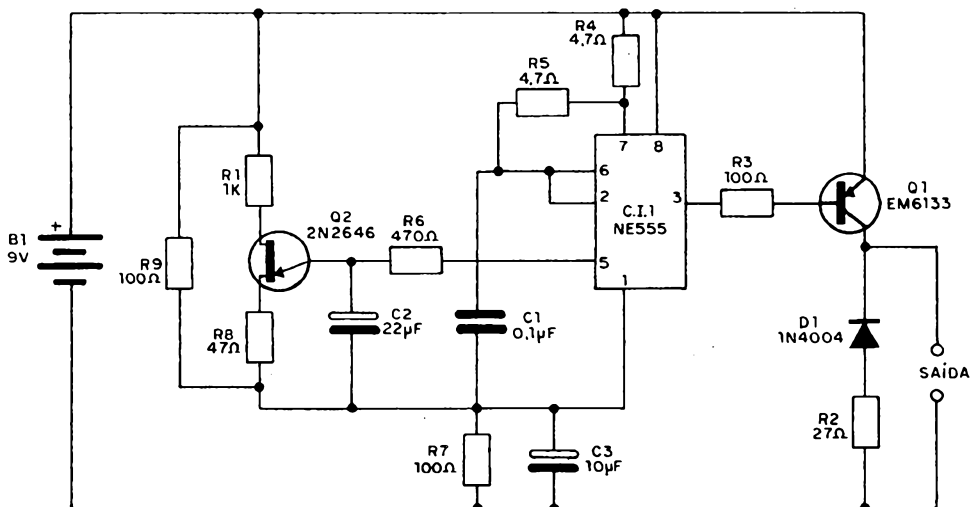 R4
4,7Ω
R5
4,7Ω
7
8
R1
1K
6
R3
100Ω
2
C.I.1
NE555
3
Q1
EM6133
+
B1
9V
Q2
2N2646
R6
470Ω
R9
100Ω
5
1
R8
47Ω
C2
22µF
C1
0,1µF
D1
1N4004
SAÍDA
R2
27Ω
R7
100Ω
C3
10µF